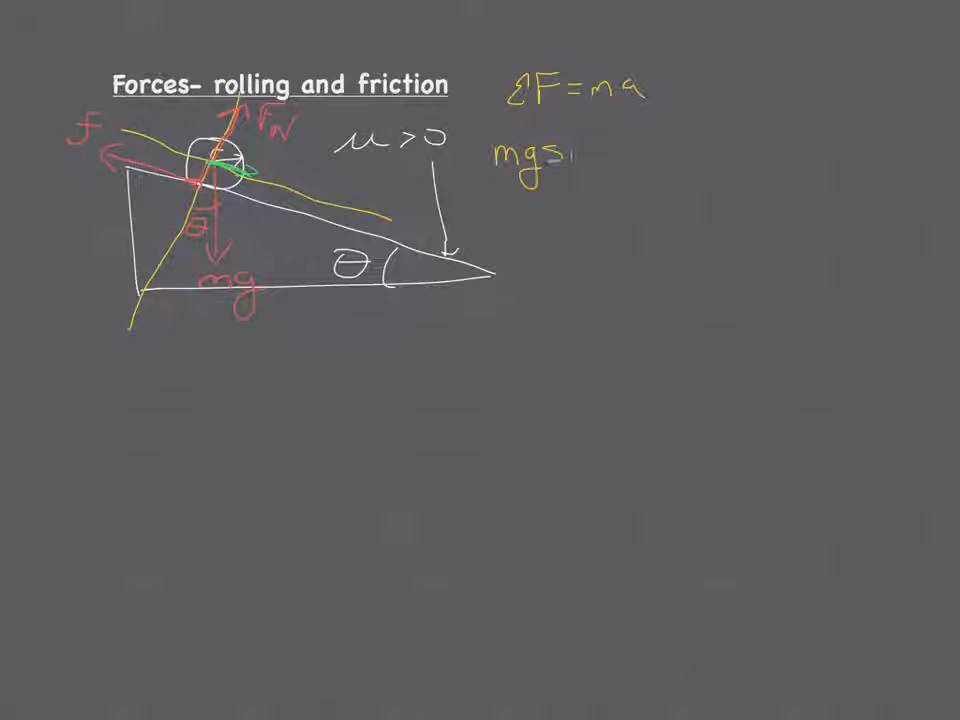 Forces- rolling and friction
ΣF = ma
f
F_N
μ > 0
mgs
θ
θ
mg